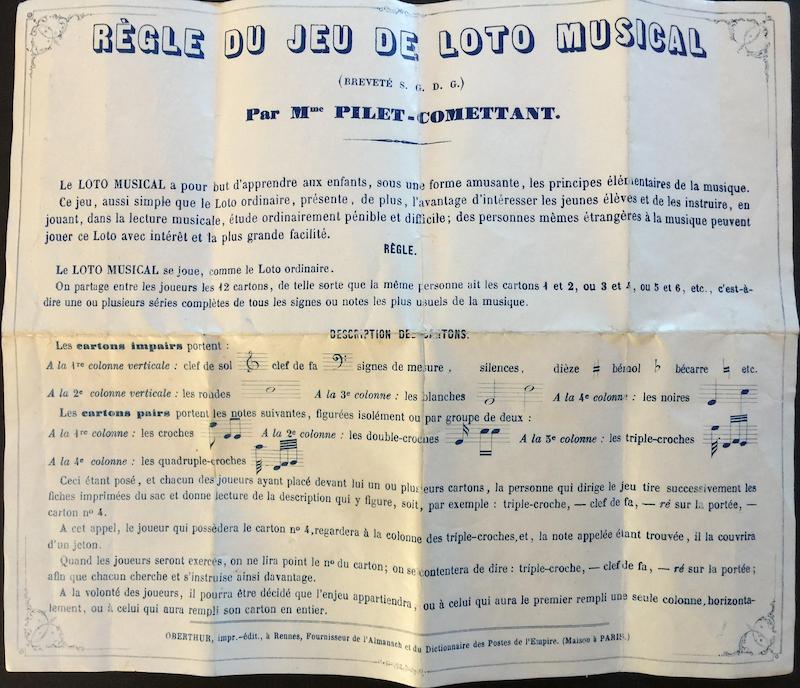 RÈGLE DU JEU DE LOTO MUSICAL
(BREVETÉ S. G. D. G.)
Par Mme PILET-COMETTANT.
Le LOTO MUSICAL a pour but d'apprendre aux enfants, sous une forme amusante, les principes élémentaires de la musique.
Ce jeu, aussi simple que le Loto ordinaire, présente, de plus, l'avantage d'intéresser les jeunes élèves et de les instruire, en
jouant, dans la lecture musicale, étude ordinairement pénible et difficile; des personnes mêmes étrangères à la musique peuvent
jouer ce Loto avec intérêt et la plus grande facilité.
RÈGLE.
Le LOTO MUSICAL se joue, comme le Loto ordinaire.
On partage entre les joueurs les 12 cartons, de telle sorte que la même personne ait les cartons 1 et 2, ou 3 et 4, ou 5 et 6, etc., c'est-à-
dire une ou plusieurs séries complètes de tous les signes ou notes les plus usuels de la musique.
DESCRIPTION DES CARTONS.
Les cartons impairs portent :
A la 1re colonne verticale : clef de sol clef de fa signes de mesure, silences, dièze ♯ bémol ♭ bécarre ♮ etc.
A la 2e colonne verticale : les rondes A la 3e colonne : les blanches A la 4e colonne : les noires
Les cartons pairs portent les notes suivantes, figurées isolément ou par groupe de deux :
A la 1re colonne : les croches A la 2e colonne : les double-croches A la 3e colonne : les triple-croches
A la 4e colonne : les quadruple-croches
Ceci étant posé, et chacun des joueurs ayant placé devant lui un ou plusieurs cartons, la personne qui dirige le jeu tire successivement les
fiches imprimées du sac et donne lecture de la description qui y figure, soit, par exemple : triple-croche, — clef de fa, — ré sur la portée, —
carton no 4.
A cet appel, le joueur qui possèdera le carton no 4, regardera à la colonne des triple-croches, et, la note appelée étant trouvée, il la couvrira
d'un jeton.
Quand les joueurs seront exercés, on ne lira point le no du carton; on se contentera de dire : triple-croche, — clef de fa, — ré sur la portée;
afin que chacun cherche et s'instruise ainsi davantage.
A la volonté des joueurs, il pourra être décidé que l'enjeu appartiendra, ou à celui qui aura le premier rempli une seule colonne, horizonta-
lement, ou à celui qui aura rempli son carton en entier.
OBERTHUR, impr.-édit., à Rennes, Fournisseur de l'Almanach et du Dictionnaire des Postes de l'Empire. (Maison à PARIS.)